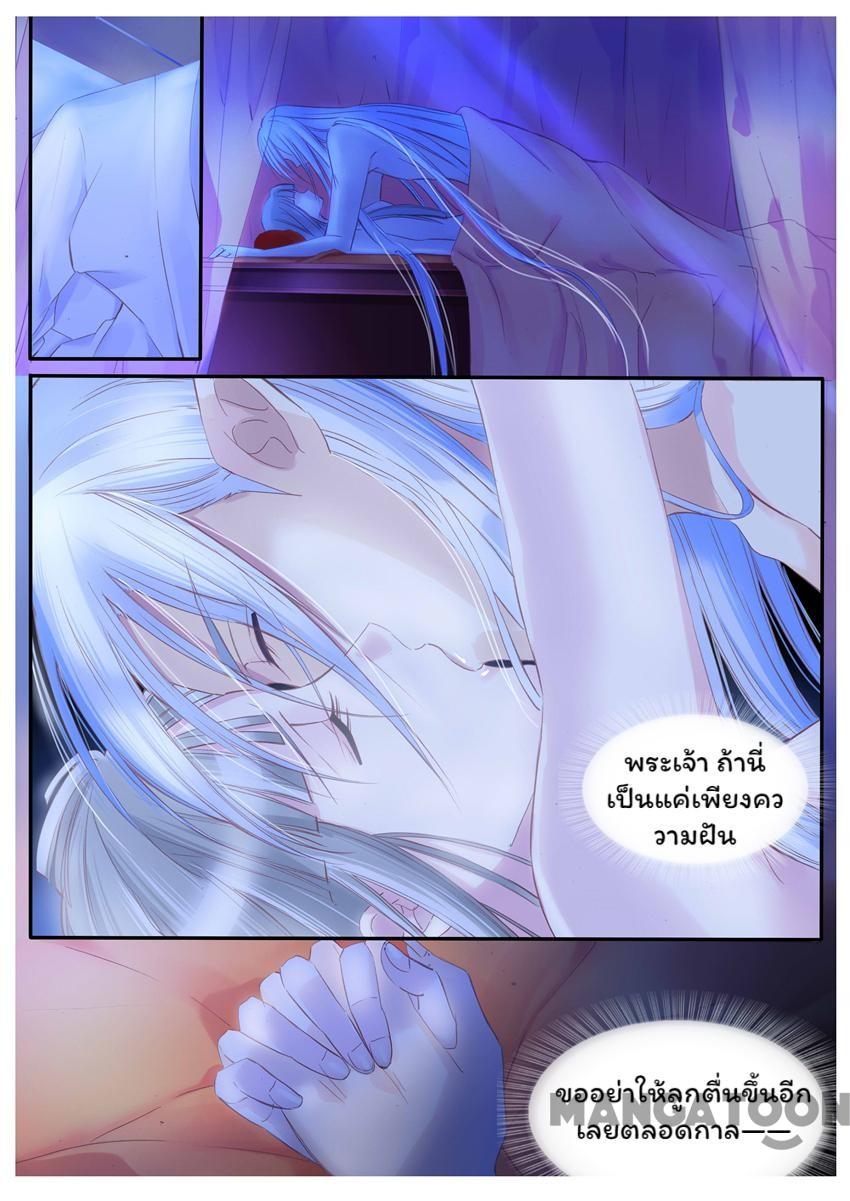 พระเจ้า ถ้านี่
เป็นแค่เพียงคว
วามฝัน
ขออย่าให้ลูกตื่นขึ้นอีก
เลยตลอดกาล——
MANGATOON